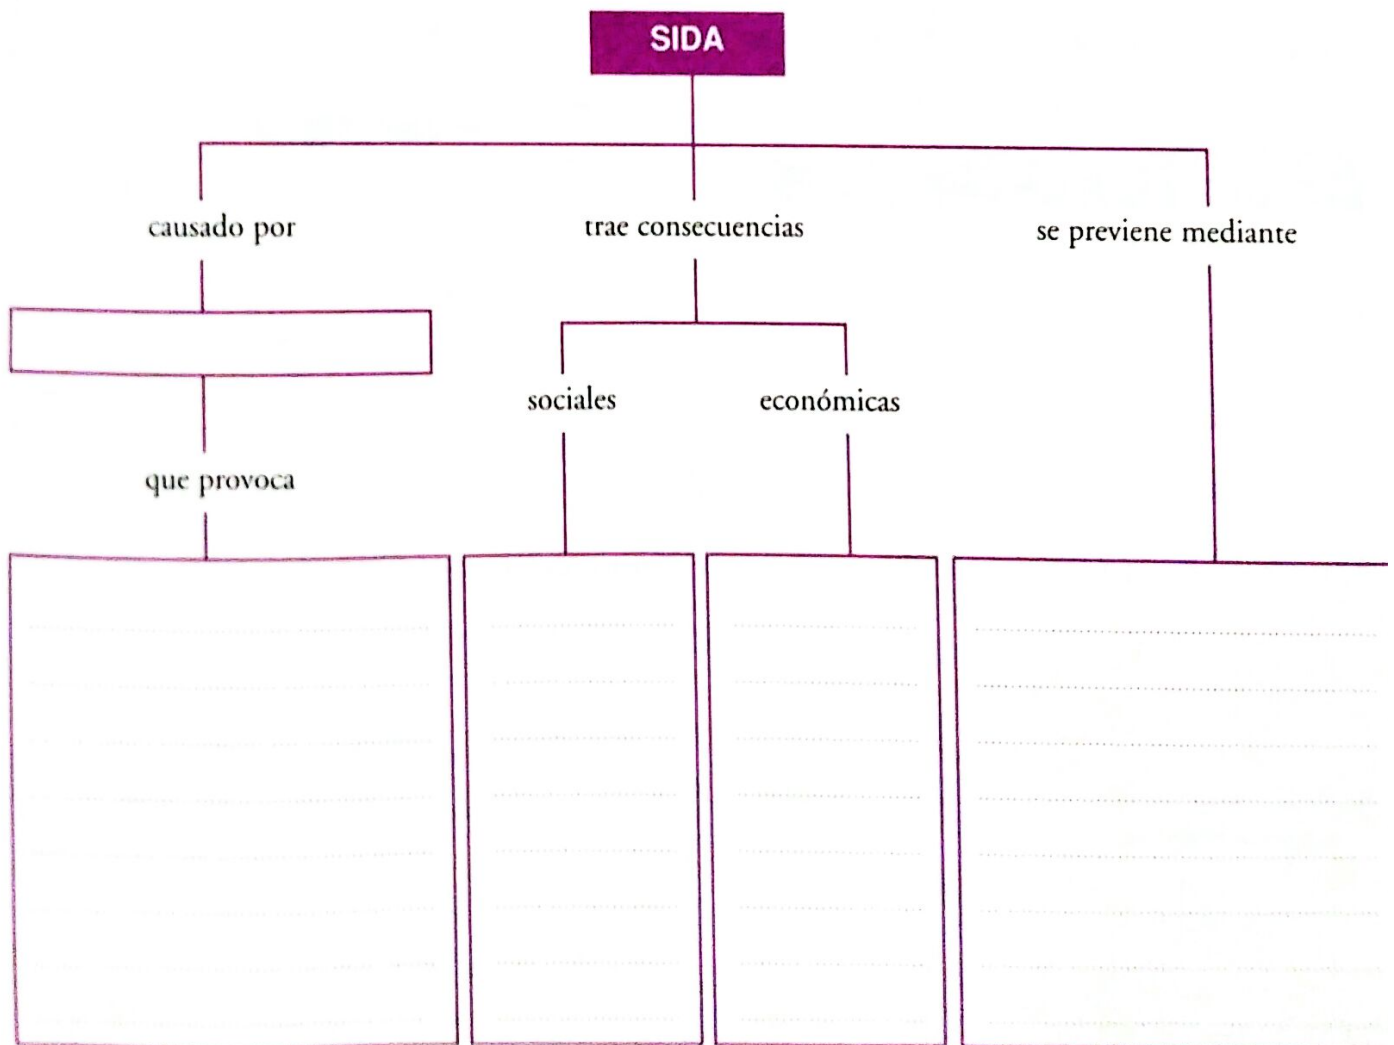 SIDA
causado por
trae consecuencias
se previene mediante
sociales
económicas
que provoca